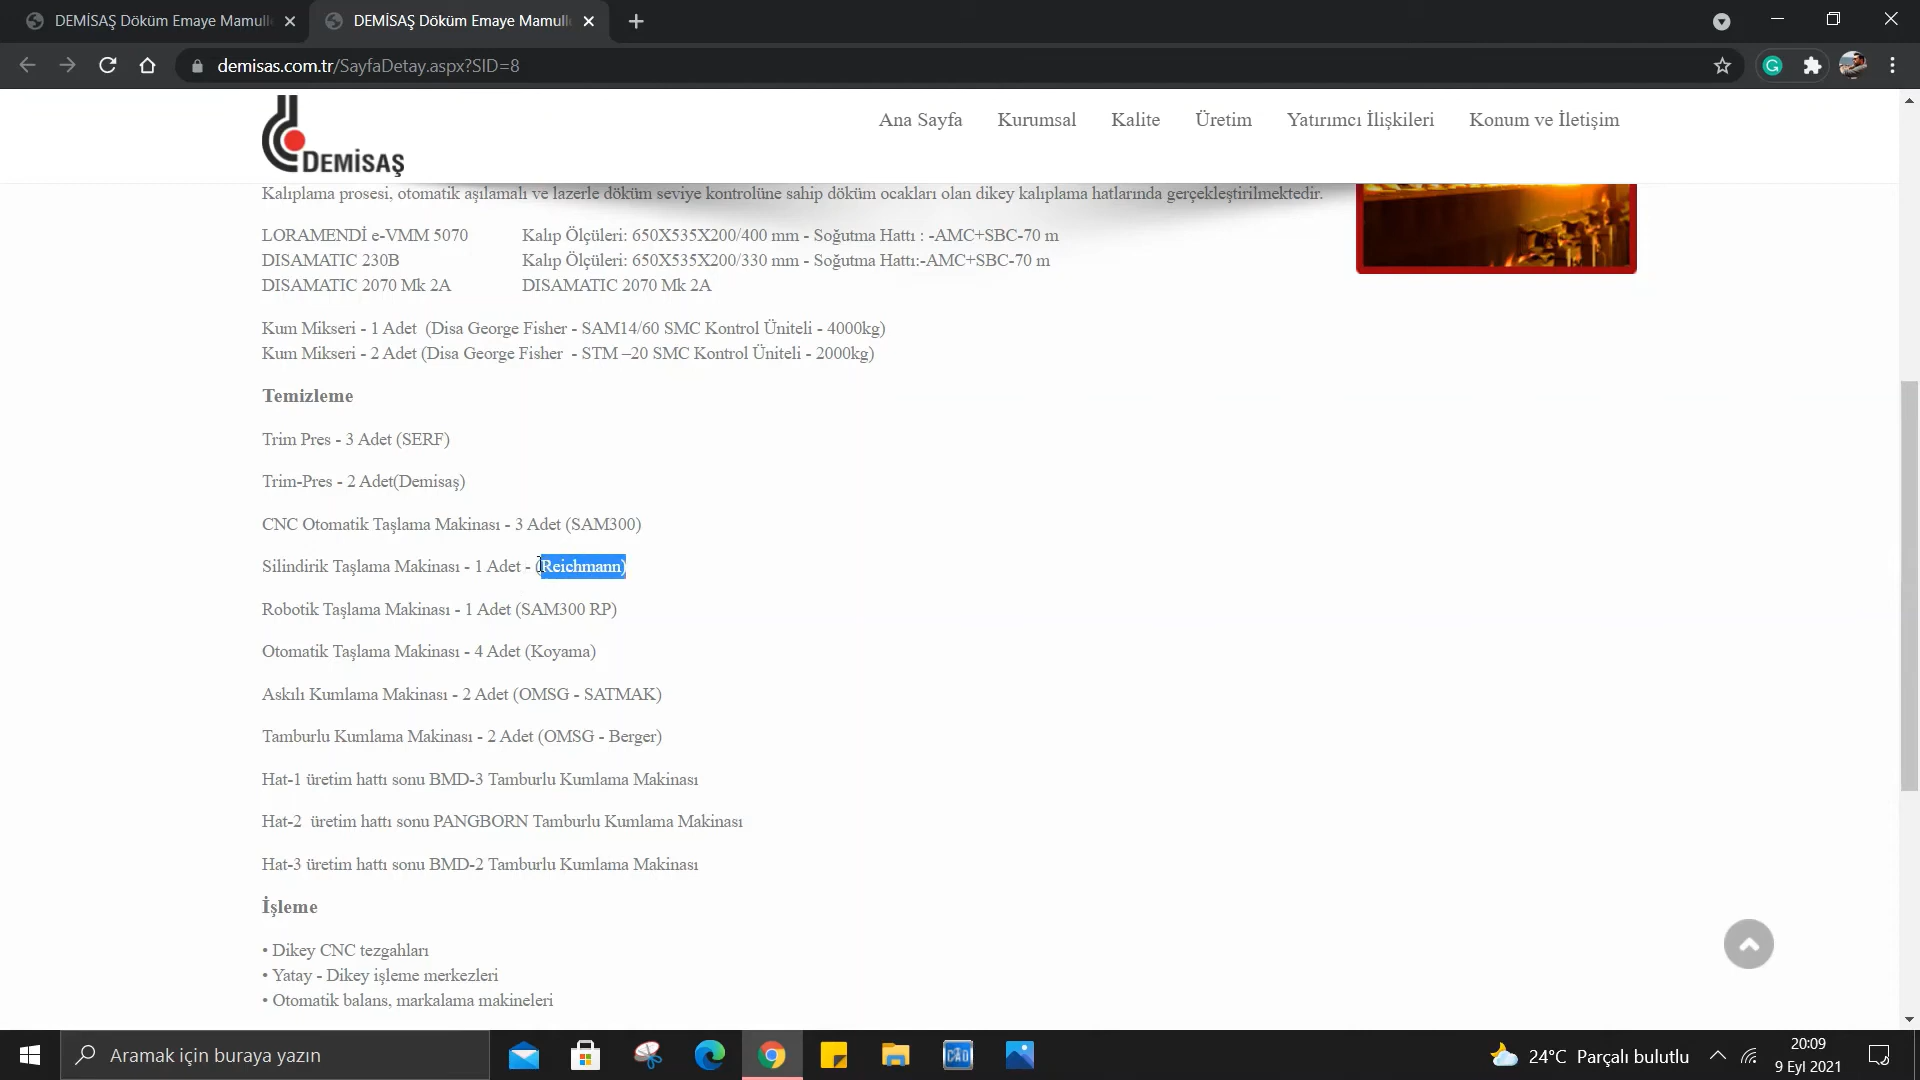 DEMİSAŞ Döküm Emaye Mamulle
DEMİSAŞ Döküm Emaye Mamulle
demisas.com.tr/SayfaDetay.aspx?SID=8
DEMİSAŞ
Ana Sayfa Kurumsal Kalite Üretim Yatırımcı İlişkileri Konum ve İletişim
Kalıplama prosesi, otomatik aşılamalı ve lazerle döküm seviye kontrolüne sahip döküm ocakları olan dikey kalıplama hatlarında gerçekleştirilmektedir.
LORAMENDİ e-VMM 5070 Kalıp Ölçüleri: 650X535X200/400 mm - Soğutma Hattı : -AMC+SBC-70 m
DISAMATIC 230B Kalıp Ölçüleri: 650X535X200/330 mm - Soğutma Hattı:-AMC+SBC-70 m
DISAMATIC 2070 Mk 2A DISAMATIC 2070 Mk 2A
Kum Mikseri - 1 Adet (Disa George Fisher - SAM14/60 SMC Kontrol Üniteli - 4000kg)
Kum Mikseri - 2 Adet (Disa George Fisher - STM –20 SMC Kontrol Üniteli - 2000kg)
Temizleme
Trim Pres - 3 Adet (SERF)
Trim-Pres - 2 Adet(Demisaş)
CNC Otomatik Taşlama Makinası - 3 Adet (SAM300)
Silindirik Taşlama Makinası - 1 Adet - (Reichmann)
Robotik Taşlama Makinası - 1 Adet (SAM300 RP)
Otomatik Taşlama Makinası - 4 Adet (Koyama)
Askılı Kumlama Makinası - 2 Adet (OMSG - SATMAK)
Tamburlu Kumlama Makinası - 2 Adet (OMSG - Berger)
Hat-1 üretim hattı sonu BMD-3 Tamburlu Kumlama Makinası
Hat-2 üretim hattı sonu PANGBORN Tamburlu Kumlama Makinası
Hat-3 üretim hattı sonu BMD-2 Tamburlu Kumlama Makinası
İşleme
• Dikey CNC tezgahları
• Yatay - Dikey işleme merkezleri
• Otomatik balans, markalama makineleri
Aramak için buraya yazın
CAD
24°C Parçalı bulutlu
20:09
9 Eyl 2021